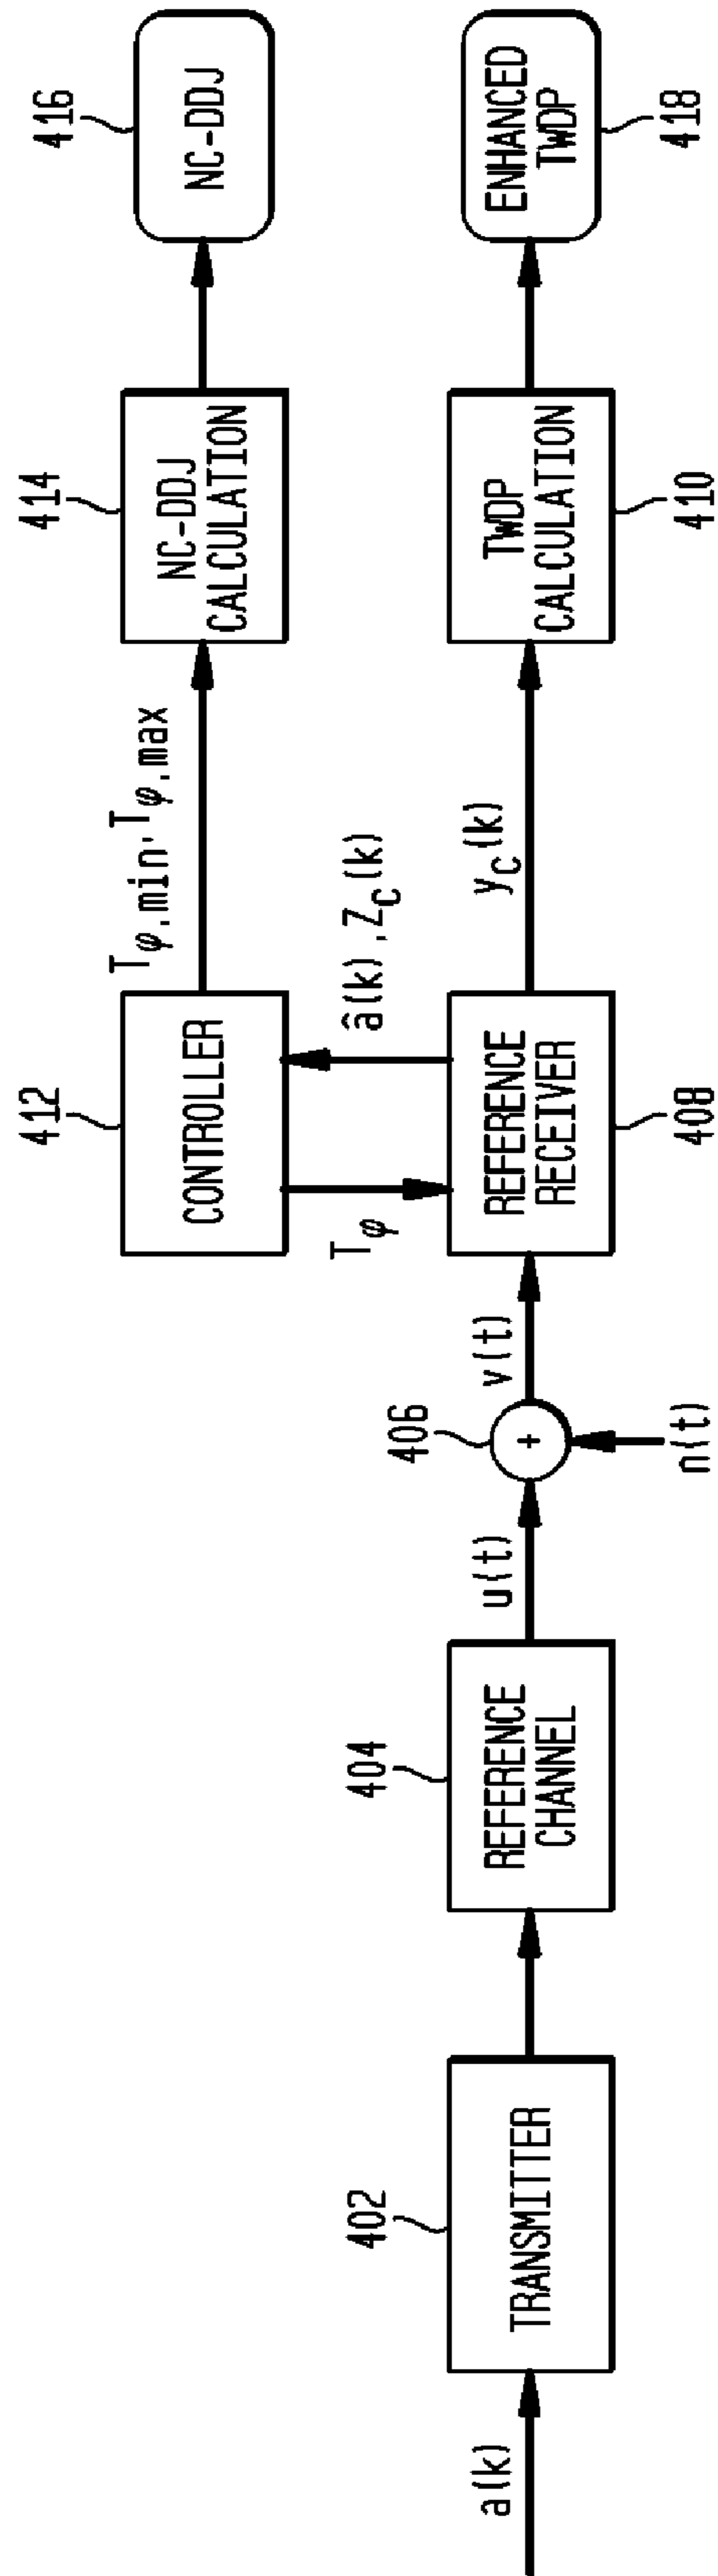 a(k)
402
TRANSMITTER
404
REFERENCE
CHANNEL
u(t)
406
+
n(t)
v(t)
412
CONTROLLER
Tφ
â(k), Zc(k)
REFERENCE
RECEIVER
408
Tφ,min, Tφ,max
yc(k)
414
NC-DDJ
CALCULATION
TWDP
CALCULATION
410
416
NC-DDJ
ENHANCED
TWDP
418